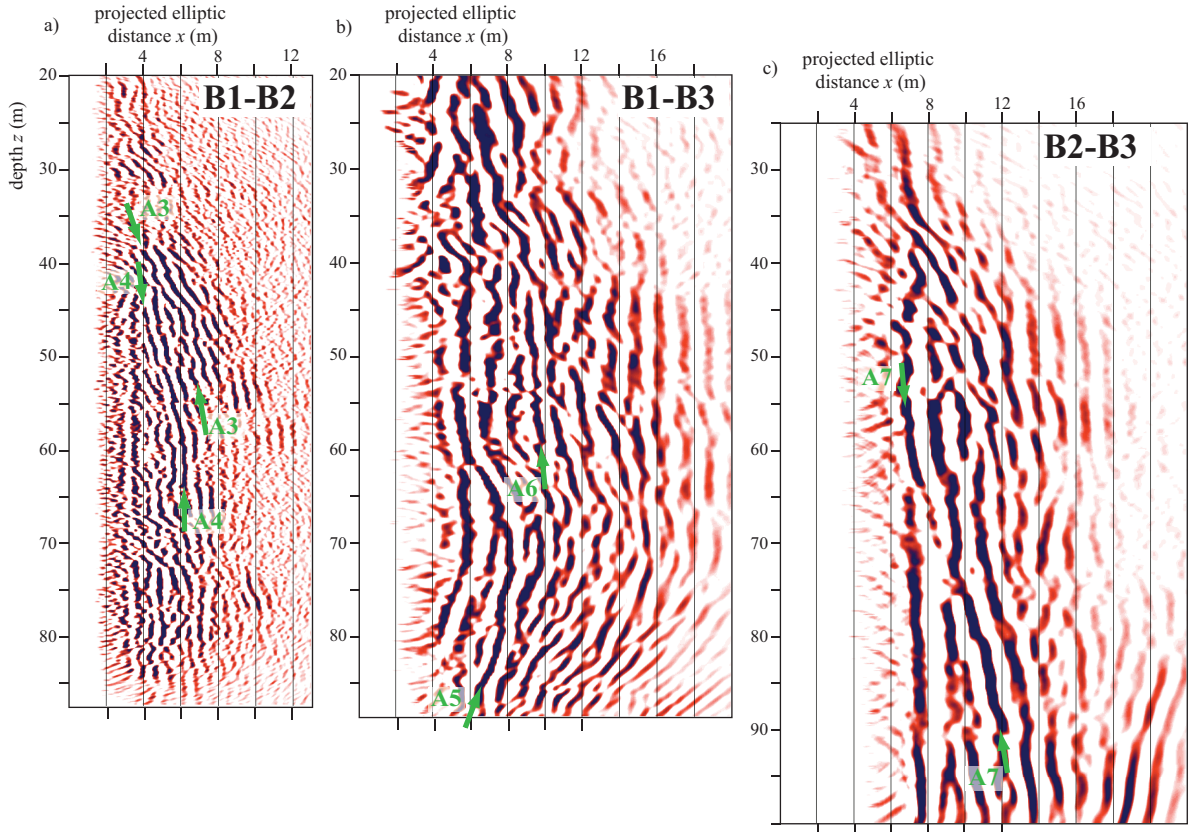 a)
projected elliptic
distance x (m)
4 8 12
depth z (m)
20
30
40
50
60
70
80
B1-B2
A3
A4
A3
A4
b)
projected elliptic
distance x (m)
4 8 12 16
20
30
40
50
60
70
80
B1-B3
A6
A5
c)
projected elliptic
distance x (m)
4 8 12 16
30
40
50
60
70
80
90
B2-B3
A7
A7